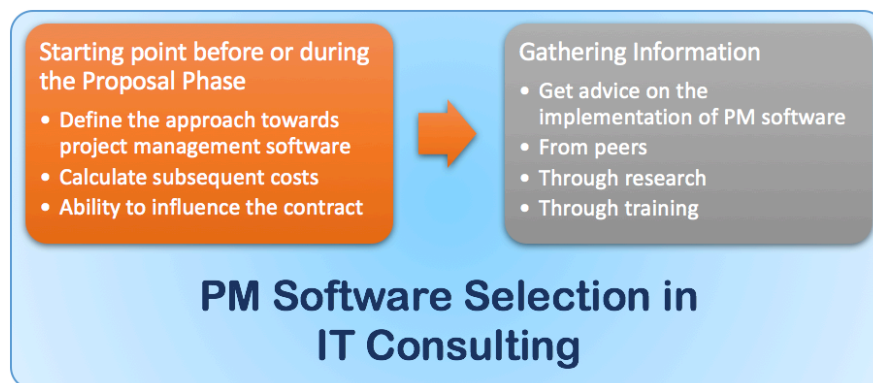 Starting point before or during
the Proposal Phase
• Define the approach towards
project management software
• Calculate subsequent costs
• Ability to influence the contract
Gathering Information
• Get advice on the
implementation of PM software
• From peers
• Through research
• Through training
PM Software Selection in
IT Consulting